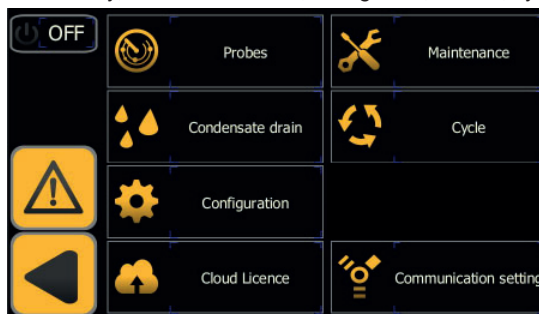 OFF
Probes
Maintenance
Condensate drain
Cycle
Configuration
Cloud Licence
Communication setting